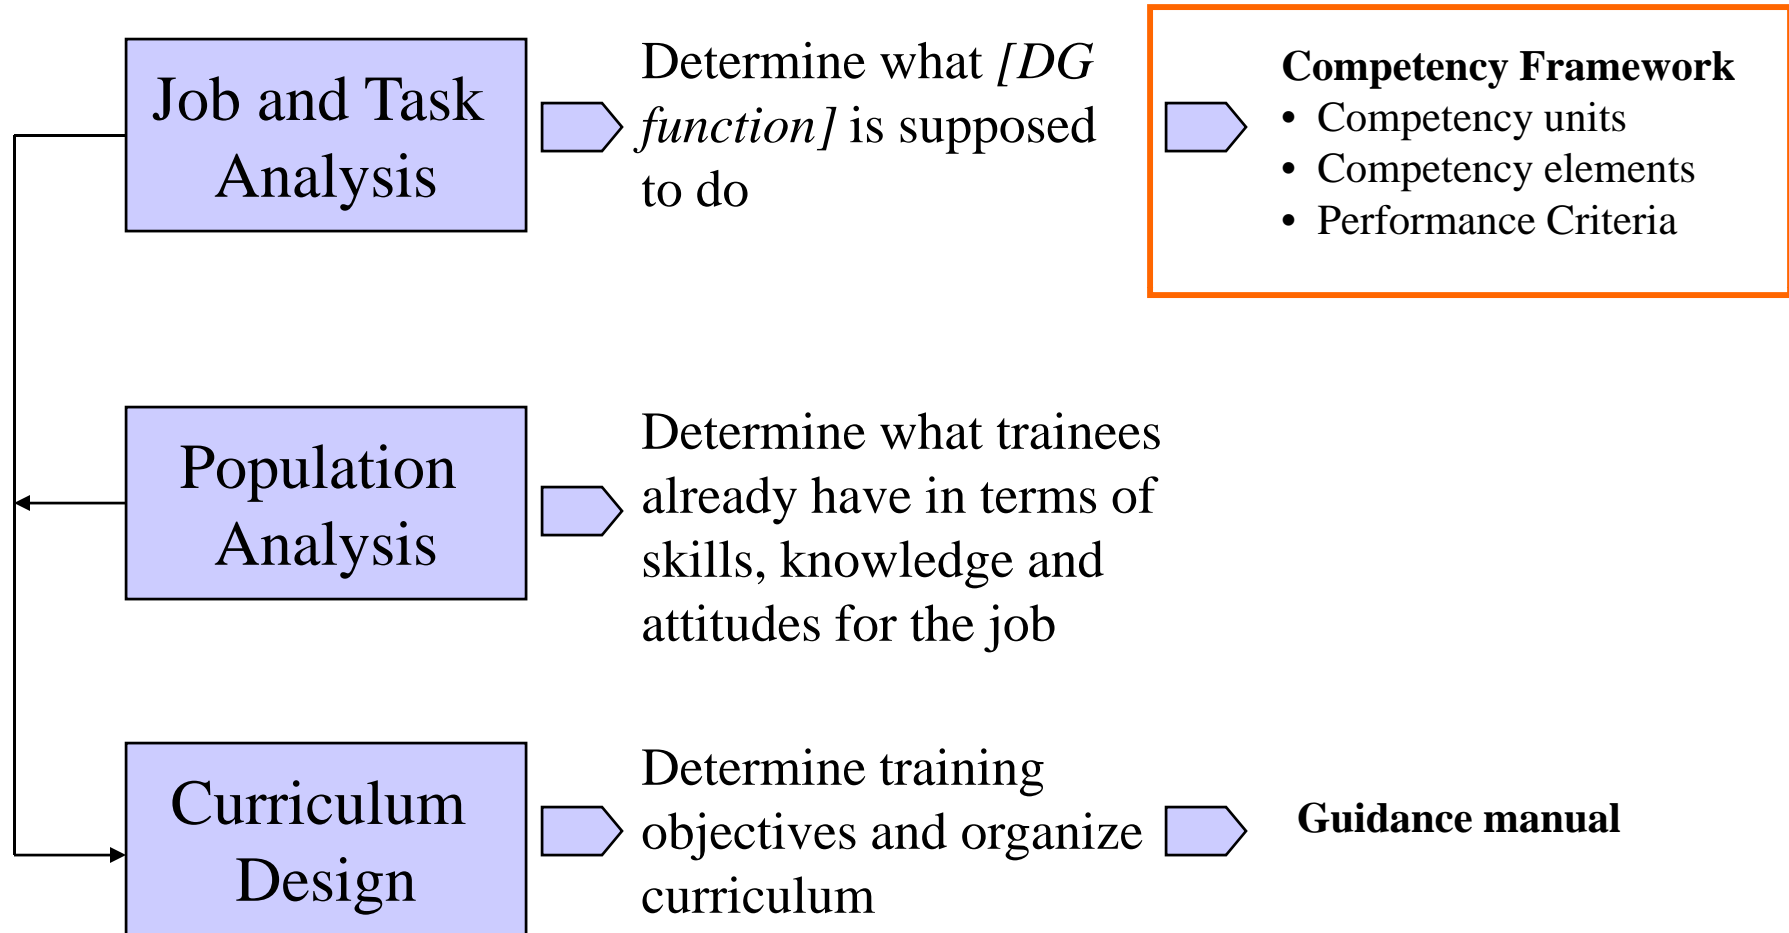 Job and Task
Analysis
Determine what [DG
function] is supposed
to do
Competency Framework
• Competency units
• Competency elements
• Performance Criteria
Population
Analysis
Determine what trainees
already have in terms of
skills, knowledge and
attitudes for the job
Curriculum
Design
Determine training
objectives and organize
curriculum
Guidance manual